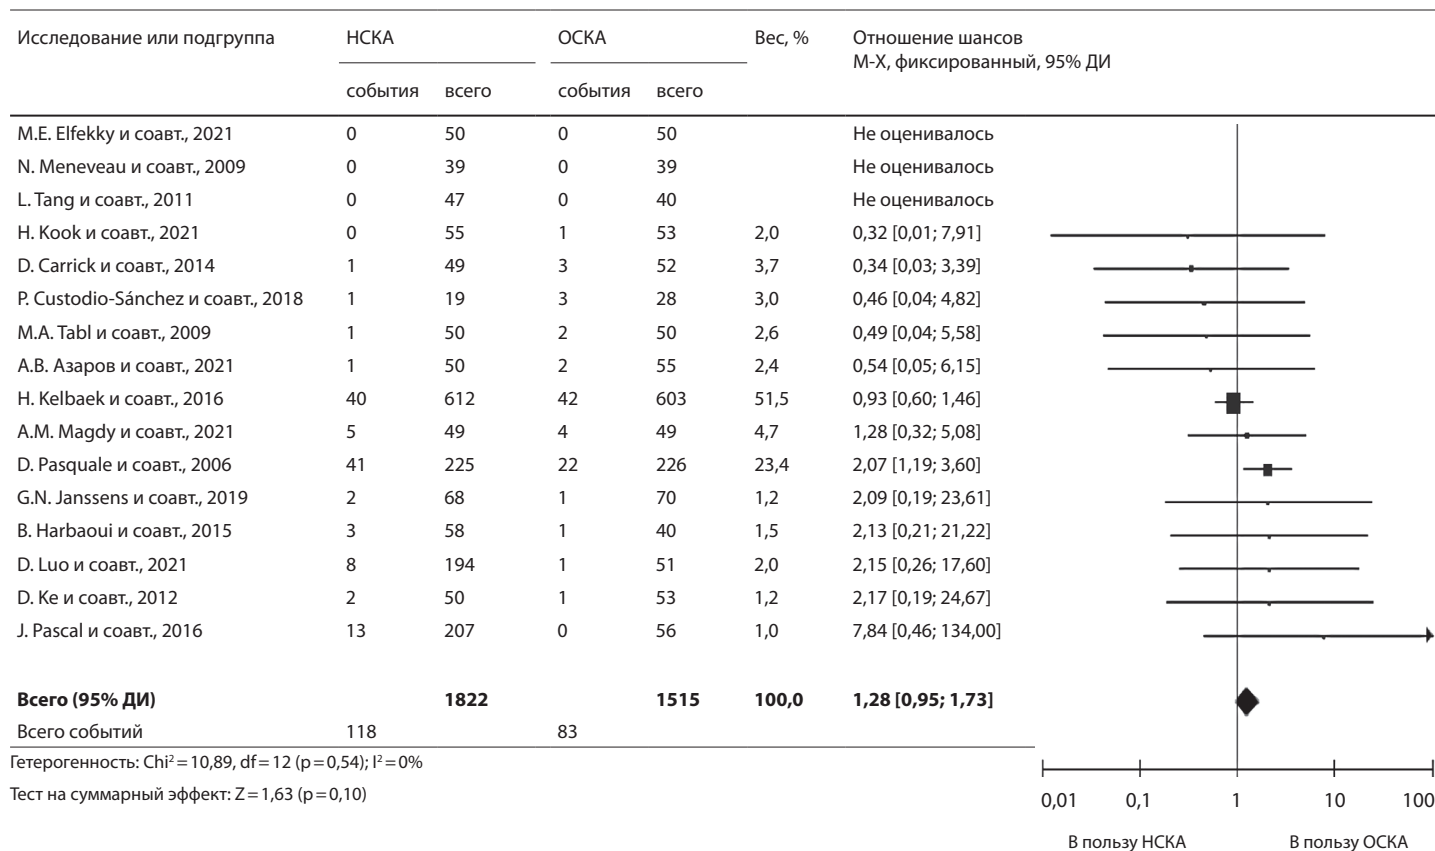 Исследование или подгруппа НСКА ОСКА Вес, % Отношение шансов
М-Х, фиксированный, 95% ДИ
события всего события всего
M.E. Elfekky и соавт., 2021 0 50 0 50 Не оценивалось
N. Meneveau и соавт., 2009 0 39 0 39 Не оценивалось
L. Tang и соавт., 2011 0 47 0 40 Не оценивалось
H. Kook и соавт., 2021 0 55 1 53 2,0 0,32 [0,01; 7,91]
D. Carrick и соавт., 2014 1 49 3 52 3,7 0,34 [0,03; 3,39]
P. Custodio-Sánchez и соавт., 2018 1 19 3 28 3,0 0,46 [0,04; 4,82]
M.A. Tabl и соавт., 2009 1 50 2 50 2,6 0,49 [0,04; 5,58]
А.В. Азаров и соавт., 2021 1 50 2 55 2,4 0,54 [0,05; 6,15]
H. Kelbaek и соавт., 2016 40 612 42 603 51,5 0,93 [0,60; 1,46]
A.M. Magdy и соавт., 2021 5 49 4 49 4,7 1,28 [0,32; 5,08]
D. Pasquale и соавт., 2006 41 225 22 226 23,4 2,07 [1,19; 3,60]
G.N. Janssens и соавт., 2019 2 68 1 70 1,2 2,09 [0,19; 23,61]
B. Harbaoui и соавт., 2015 3 58 1 40 1,5 2,13 [0,21; 21,22]
D. Luo и соавт., 2021 8 194 1 51 2,0 2,15 [0,26; 17,60]
D. Ke и соавт., 2012 2 50 1 53 1,2 2,17 [0,19; 24,67]
J. Pascal и соавт., 2016 13 207 0 56 1,0 7,84 [0,46; 134,00]
Всего (95% ДИ) 1822 1515 100,0 1,28 [0,95; 1,73]
Всего событий 118 83
Гетерогенность: Chi² = 10,89, df = 12 (p = 0,54); I² = 0%
Тест на суммарный эффект: Z = 1,63 (p = 0,10)
0,01 0,1 1 10 100
В пользу НСКА В пользу ОСКА